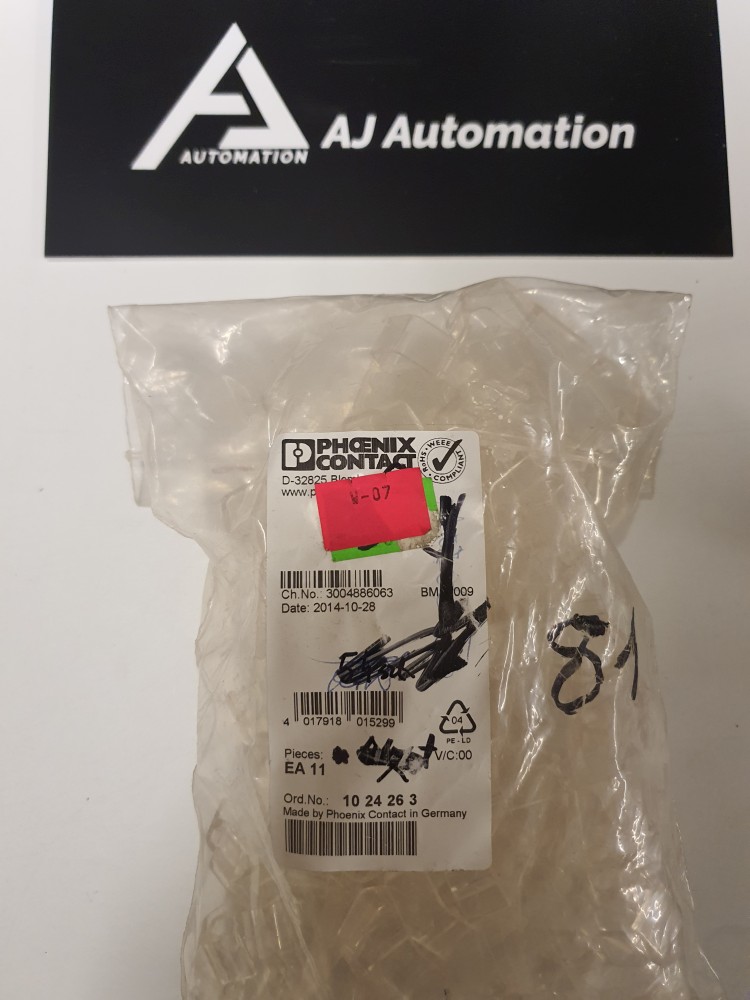 AUTOMATION
AJ Automation
PHŒNIX
CONTACT
RoHS • WEEE
COMPLIANT
D-32825
www.p
V-07
Ch.No.: 3004886063
Date: 2014-10-28
81
4 017918 015299
04
PE-LD
Pieces:
V/C:00
EA 11
Ord.No.: 10 24 26 3
Made by Phoenix Contact in Germany